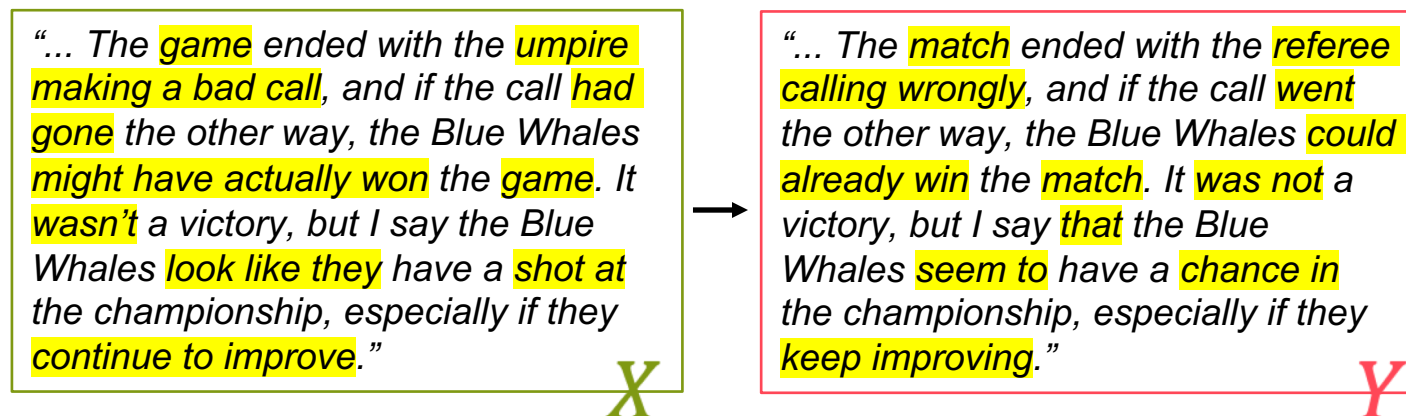 “... The game ended with the umpire
making a bad call, and if the call had
gone the other way, the Blue Whales
might have actually won the game. It
wasn’t a victory, but I say the Blue
Whales look like they have a shot at
the championship, especially if they
continue to improve.”
X
“... The match ended with the referee
calling wrongly, and if the call went
the other way, the Blue Whales could
already win the match. It was not a
victory, but I say that the Blue
Whales seem to have a chance in
the championship, especially if they
keep improving.”
Y